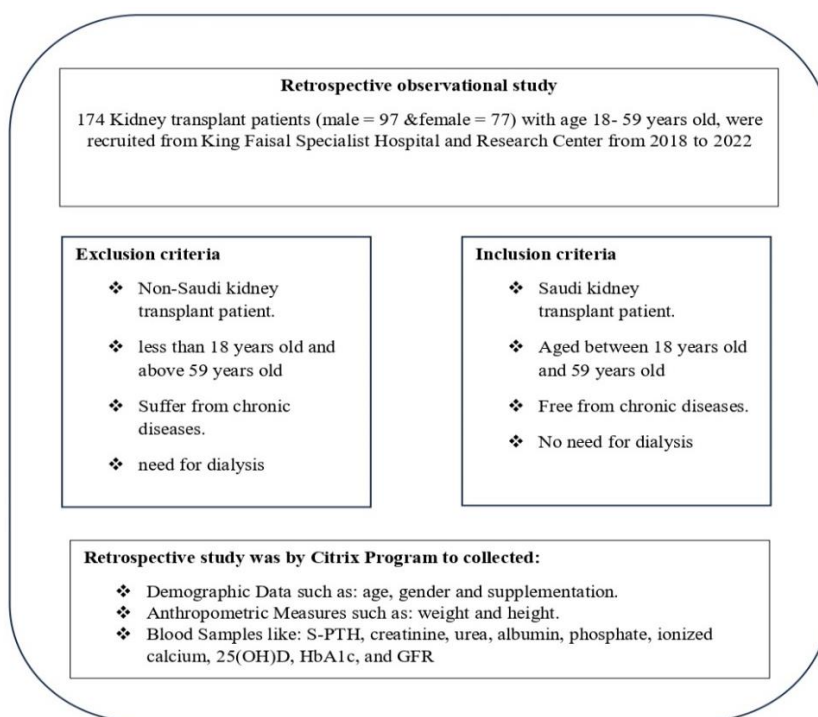 Retrospective observational study
174 Kidney transplant patients (male = 97 &female = 77) with age 18- 59 years old, were
recruited from King Faisal Specialist Hospital and Research Center from 2018 to 2022
Exclusion criteria
❖ Non-Saudi kidney
transplant patient.
❖ less than 18 years old and
above 59 years old
❖ Suffer from chronic
diseases.
❖ need for dialysis
Inclusion criteria
❖ Saudi kidney
transplant patient.
❖ Aged between 18 years old
and 59 years old
❖ Free from chronic diseases.
❖ No need for dialysis
Retrospective study was by Citrix Program to collected:
❖ Demographic Data such as: age, gender and supplementation.
❖ Anthropometric Measures such as: weight and height.
❖ Blood Samples like: S-PTH, creatinine, urea, albumin, phosphate, ionized
calcium, 25(OH)D, HbA1c, and GFR